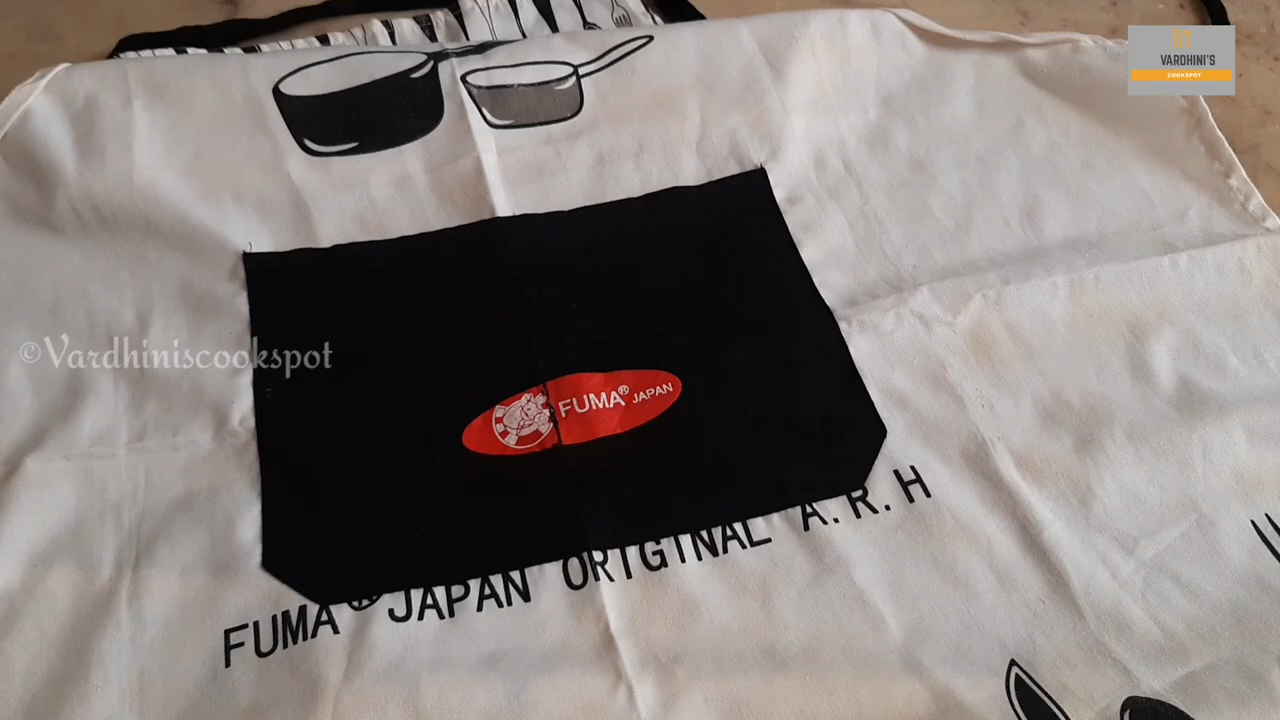 VARDHINI'S
COOKSPOT
©Vardhiniscookspot
FUMA® JAPAN
FUMA® JAPAN ORIGINAL A.R.H